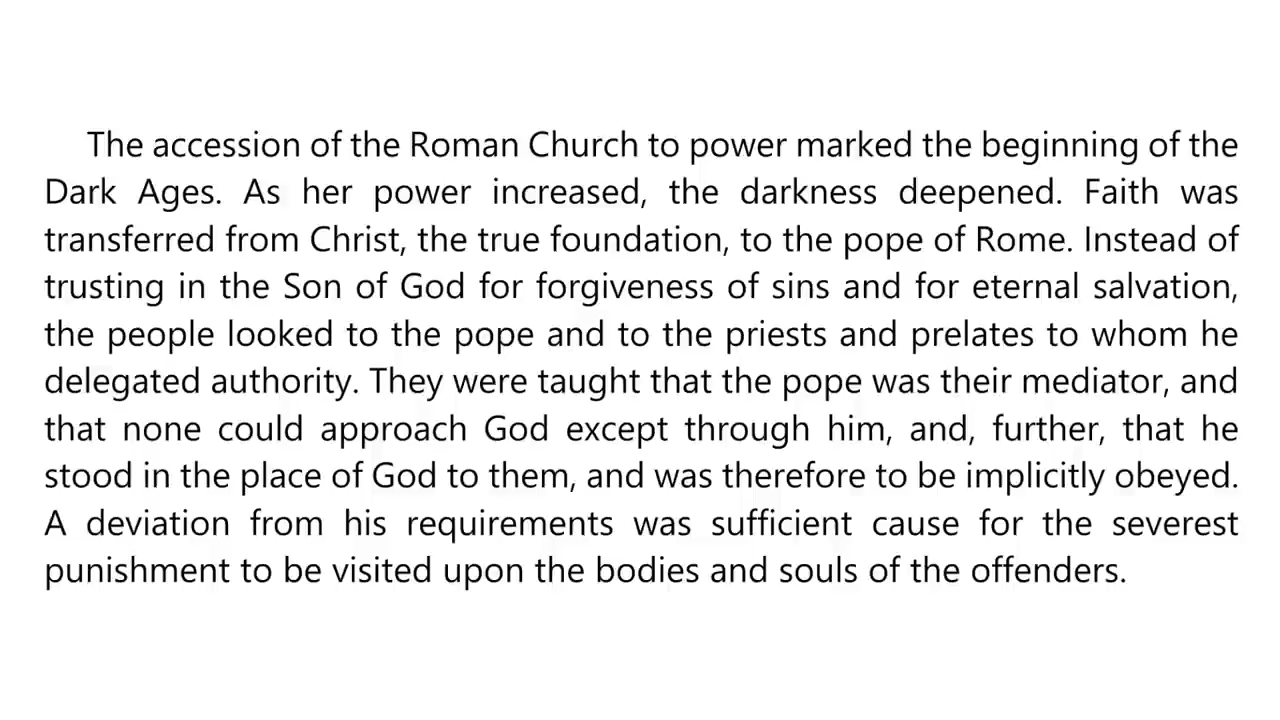 The accession of the Roman Church to power marked the beginning of the
Dark Ages. As her power increased, the darkness deepened. Faith was
transferred from Christ, the true foundation, to the pope of Rome. Instead of
trusting in the Son of God for forgiveness of sins and for eternal salvation,
the people looked to the pope and to the priests and prelates to whom he
delegated authority. They were taught that the pope was their mediator, and
that none could approach God except through him, and, further, that he
stood in the place of God to them, and was therefore to be implicitly obeyed.
A deviation from his requirements was sufficient cause for the severest
punishment to be visited upon the bodies and souls of the offenders.